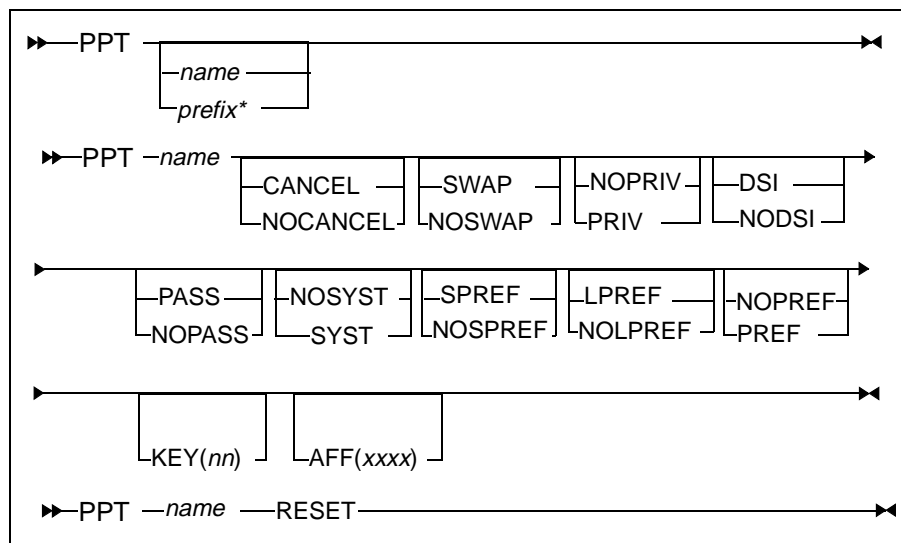 PPT
name
prefix*
PPT name
CANCEL SWAP NOPRIV DSI
NOCANCEL NOSWAP PRIV NODSI
PASS NOSYST SPREF LPREF NOPREF
NOPASS SYST NOSPREF NOLPREF PREF
KEY(nn) AFF(xxxx)
PPT name RESET